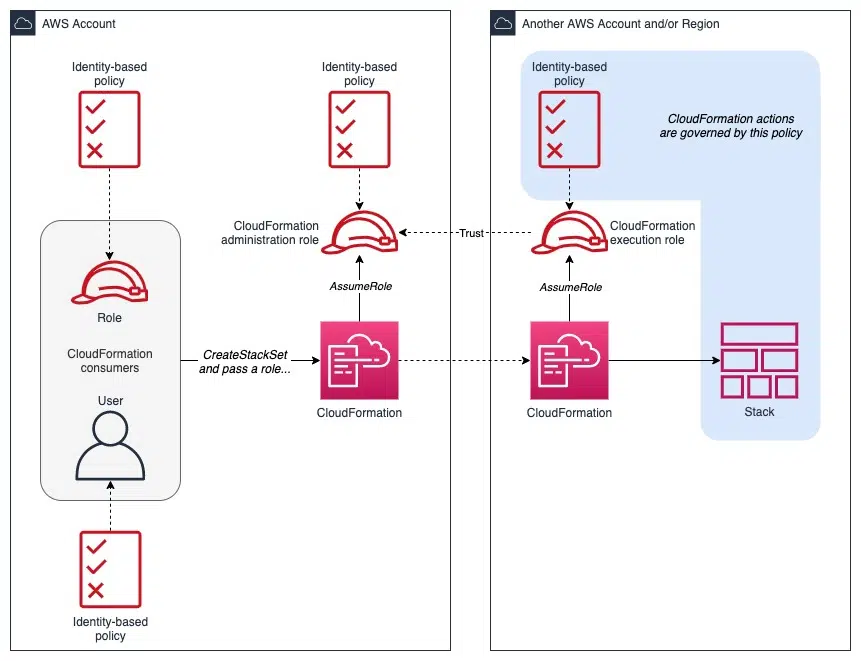 AWS Account
Another AWS Account and/or Region
Identity-based
policy
Identity-based
policy
Identity-based
policy
CloudFormation actions
are governed by this policy
CloudFormation
administration role
Trust
CloudFormation
execution role
AssumeRole
AssumeRole
Role
CloudFormation
consumers
CreateStackSet
and pass a role...
User
CloudFormation
CloudFormation
Stack
Identity-based
policy